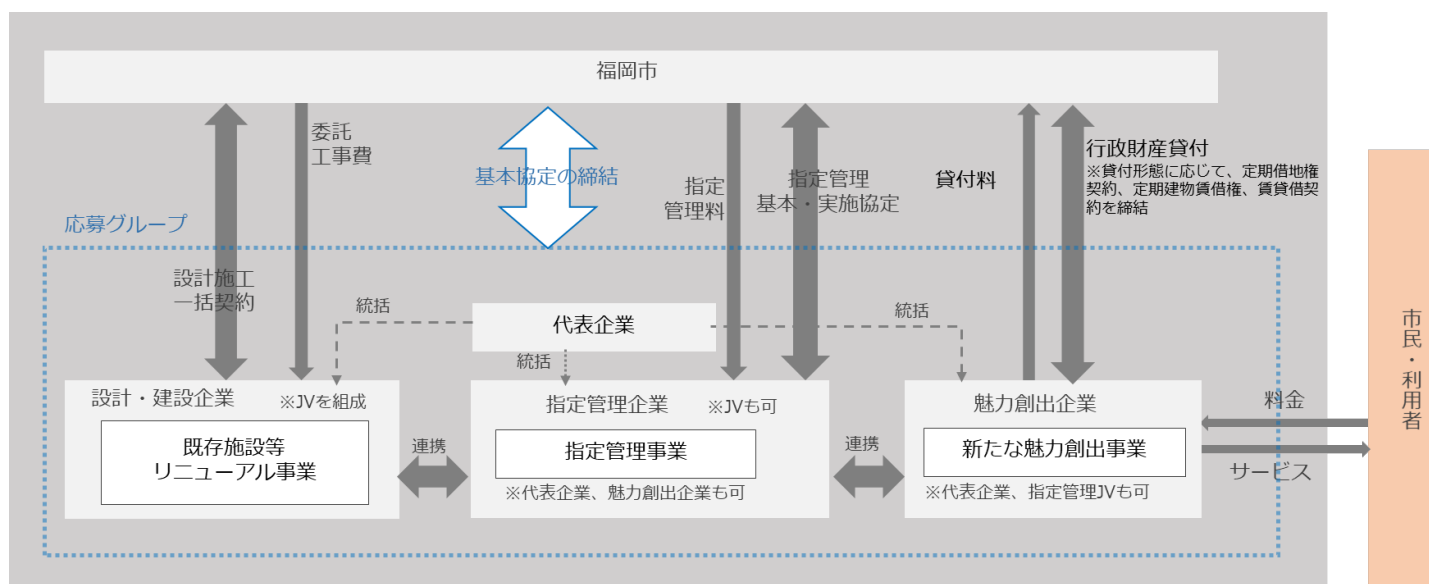 福岡市
委託
工事費
基本協定の締結
指定
管理料
指定管理
基本・実施協定
貸付料
行政財産貸付
※貸付形態に応じて、定期借地権
契約、定期建物賃借権、賃貸借契
約を締結
応募グループ
設計施工
一括契約
統括
代表企業
統括
統括
設計・建設企業
※JVを組成
既存施設等
リニューアル事業
連携
指定管理企業
※JVも可
指定管理事業
※代表企業、魅力創出企業も可
連携
魅力創出企業
新たな魅力創出事業
※代表企業、指定管理JVも可
料金
サービス
市民・利用者